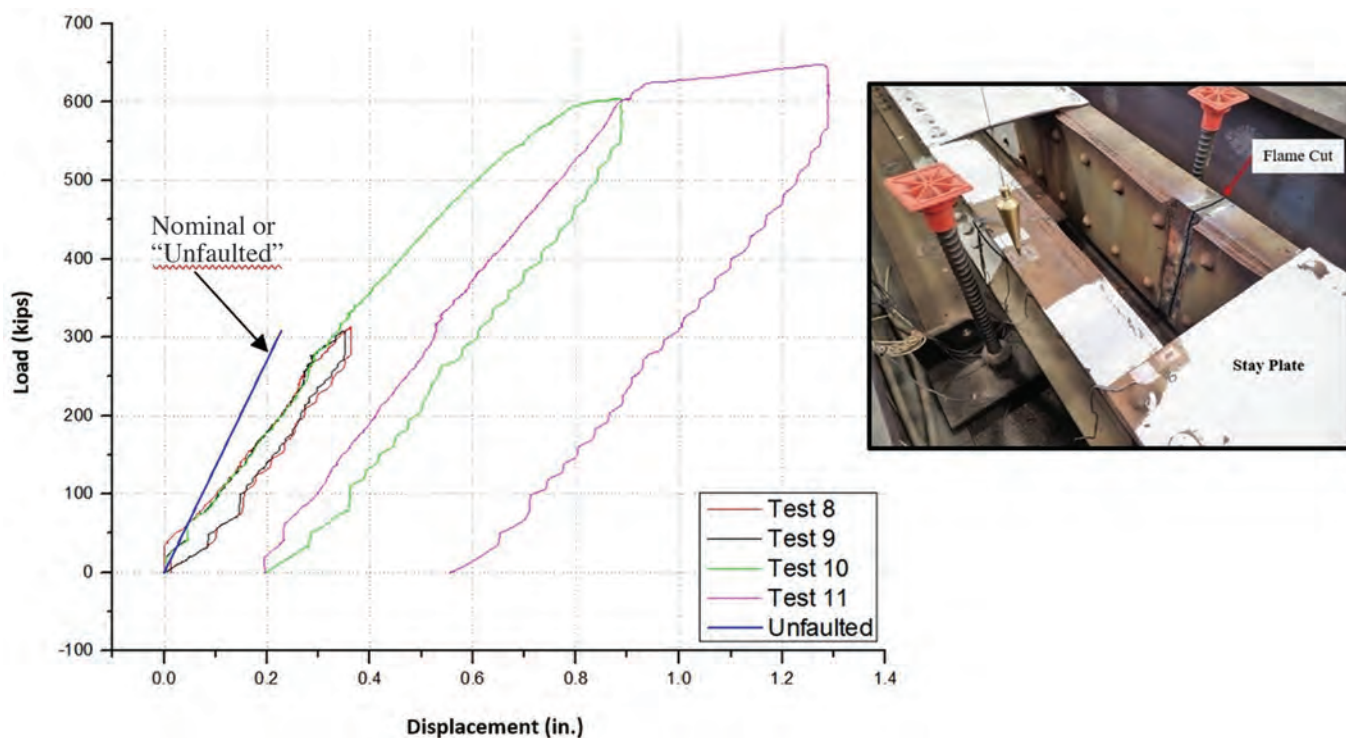 700
600
500
400
300
200
100
0
-100
Load (kips)
Nominal or
“Unfaulted”
Test 8
Test 9
Test 10
Test 11
Unfaulted
0.0 0.2 0.4 0.6 0.8 1.0 1.2 1.4
Displacement (in.)
Flame Cut
Stay Plate